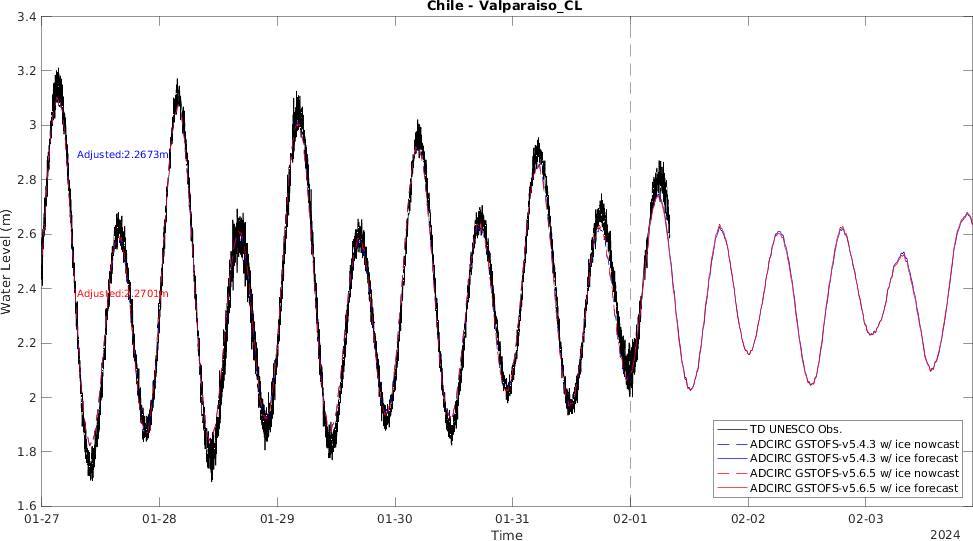 Chile - Valparaiso_CL
3.4
3.2
3
2.8
2.6
2.4
2.2
2
1.8
1.6
Water Level (m)
Adjusted:2.2673m
Adjusted:2.2701m
TD UNESCO Obs.
ADCIRC GSTOFS-v5.4.3 w/ ice nowcast
ADCIRC GSTOFS-v5.4.3 w/ ice forecast
ADCIRC GSTOFS-v5.6.5 w/ ice nowcast
ADCIRC GSTOFS-v5.6.5 w/ ice forecast
01-27 01-28 01-29 01-30 01-31 02-01 02-02 02-03
Time
2024